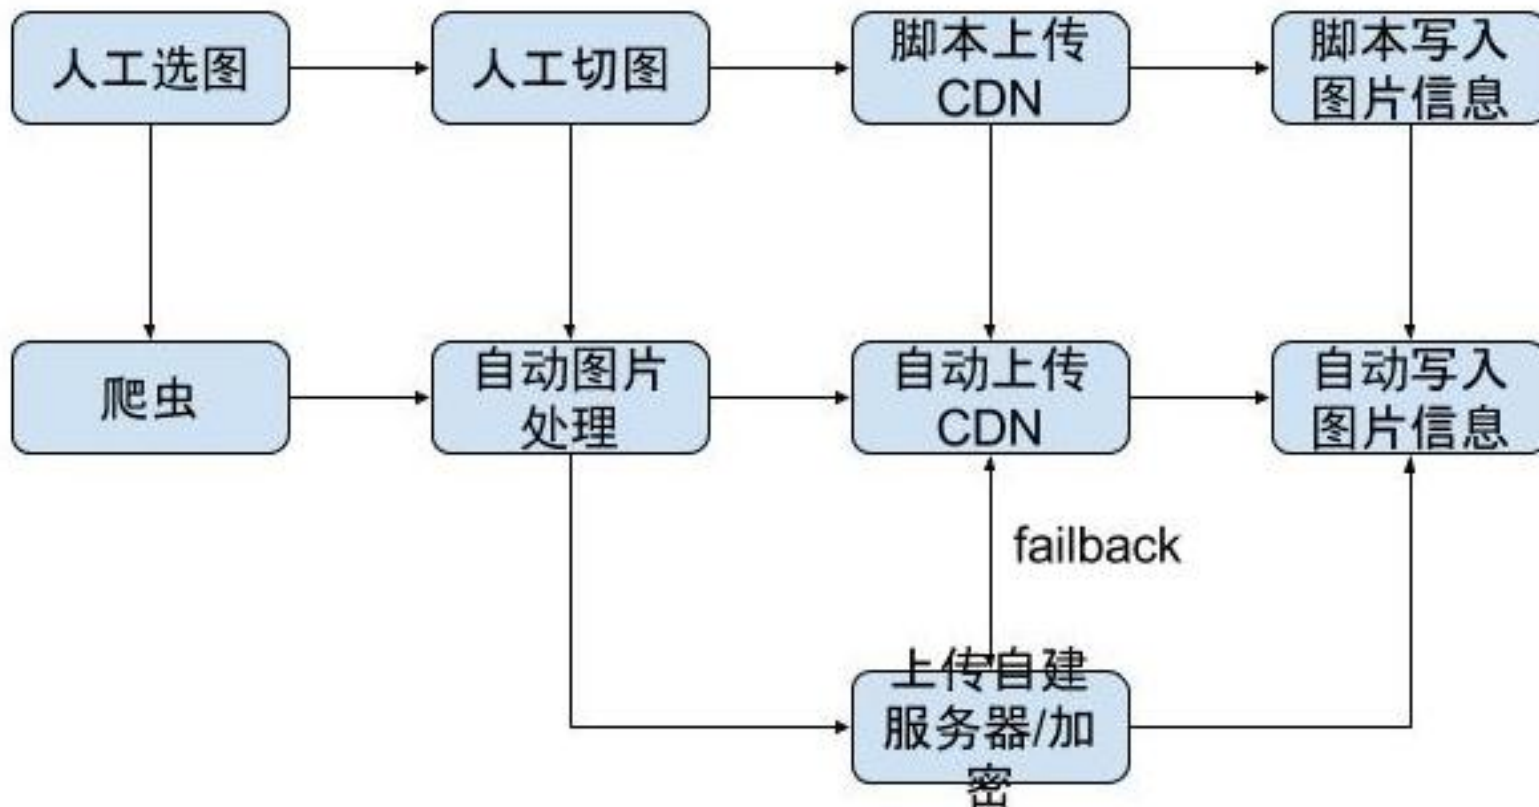 人工选图
人工切图
脚本上传
CDN
脚本写入
图片信息
爬虫
自动图片
处理
自动上传
CDN
自动写入
图片信息
failback
上传自建
服务器/加
密